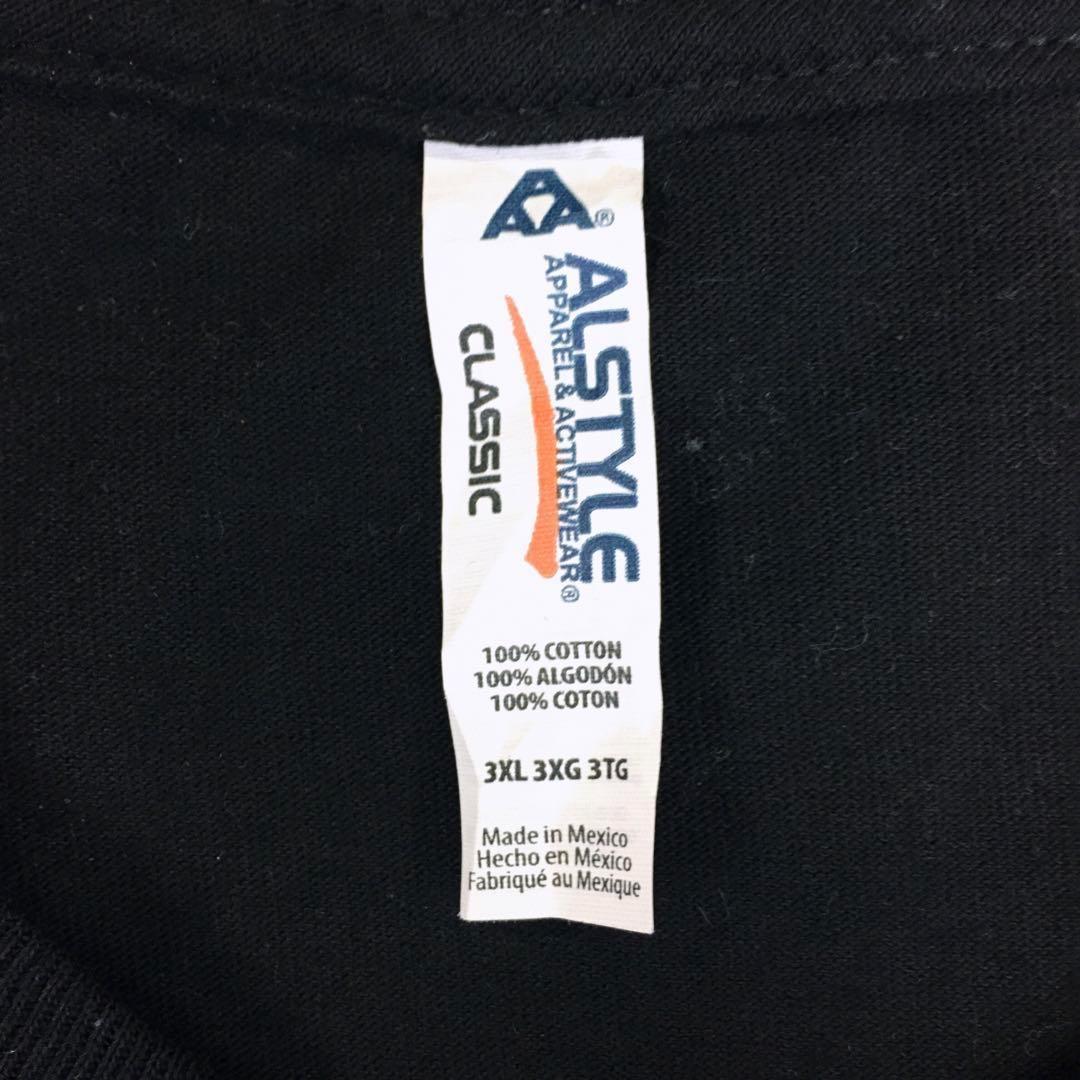 AAA®
ALSTYLE
APPAREL & ACTIVEWEAR®
CLASSIC
100% COTTON
100% ALGODÓN
100% COTON
3XL 3XG 3TG
Made in Mexico
Hecho en México
Fabriqué au Mexique